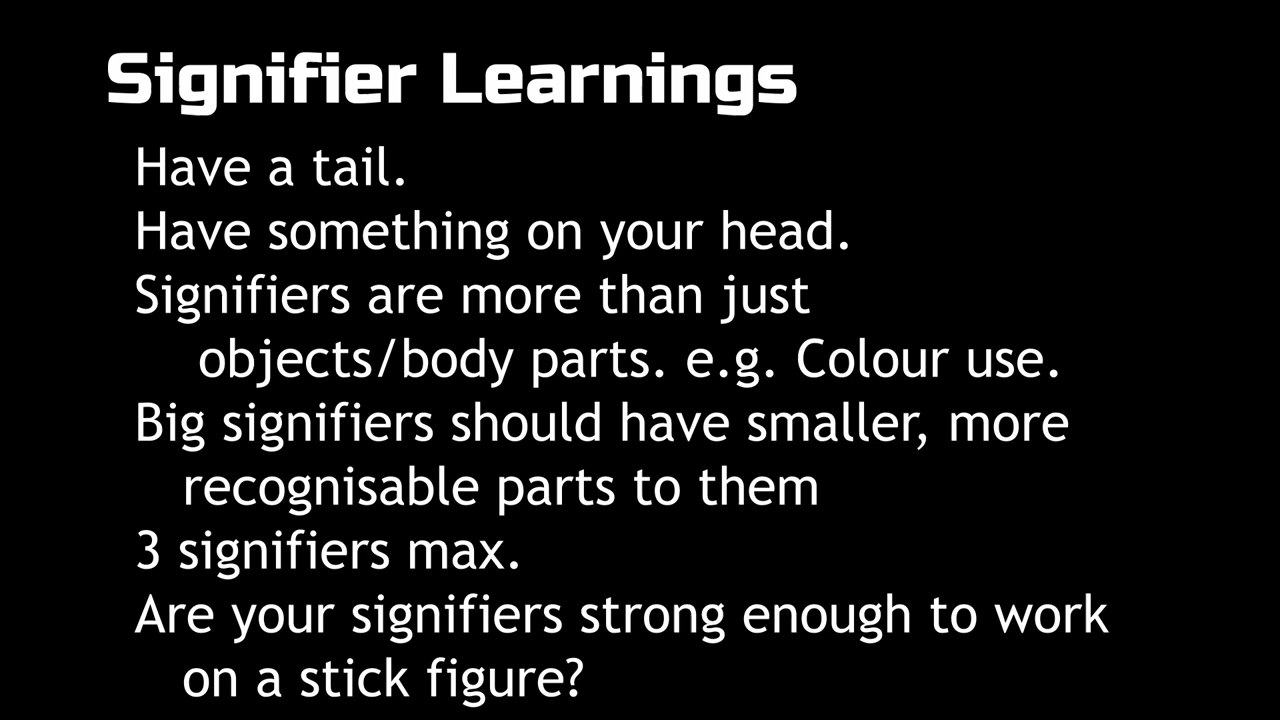 Signifier Learnings
Have a tail.
Have something on your head.
Signifiers are more than just
objects/body parts. e.g. Colour use.
Big signifiers should have smaller, more
recognisable parts to them
3 signifiers max.
Are your signifiers strong enough to work
on a stick figure?